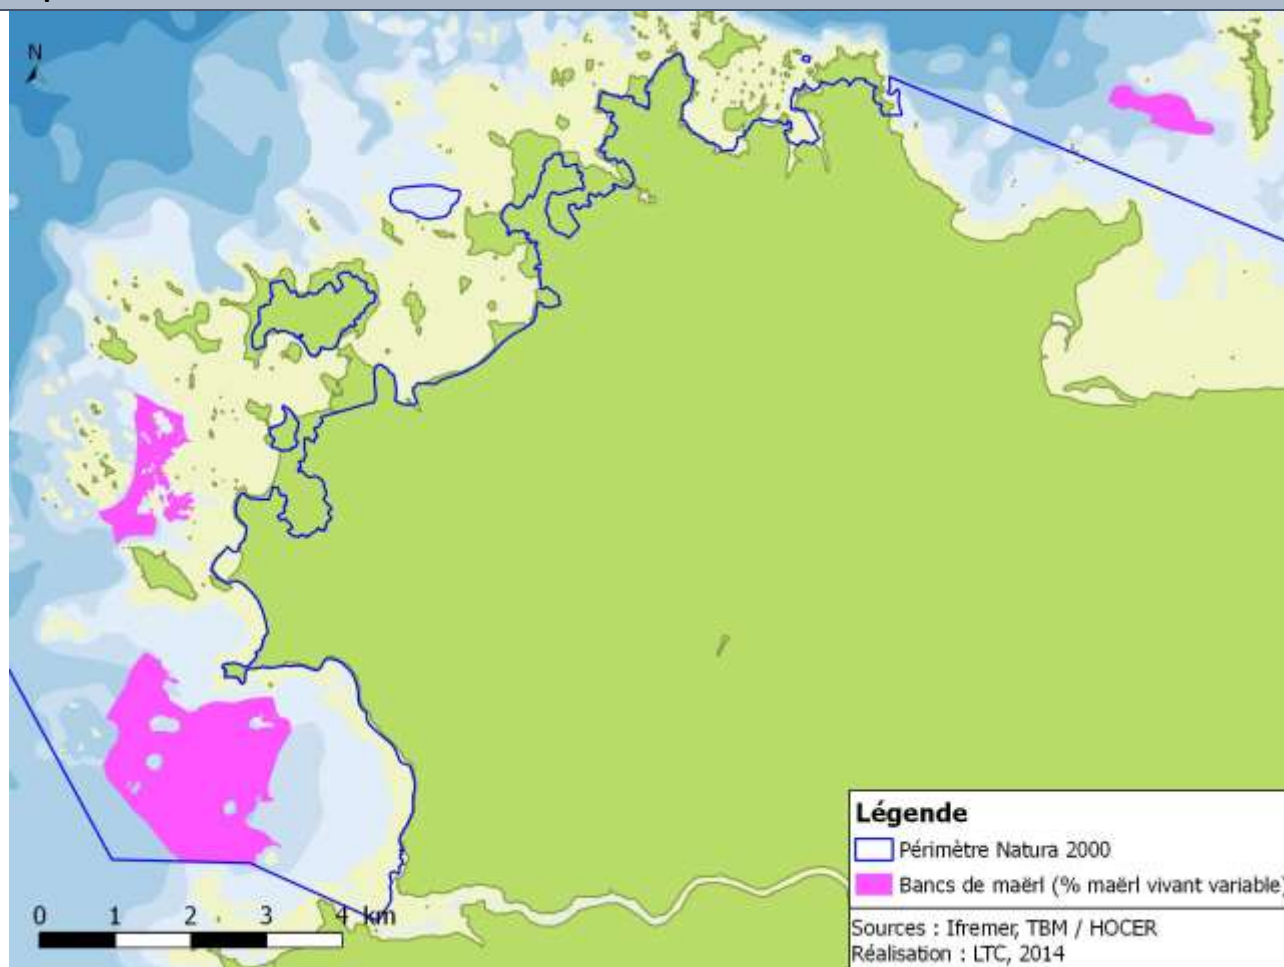 N
Légende
Périmètre Natura 2000
Bancs de maërl (% maërl vivant variable)
0 1 2 3 4 km
Sources : Ifremer, TBM / HOCER
Réalisation : LTC, 2014